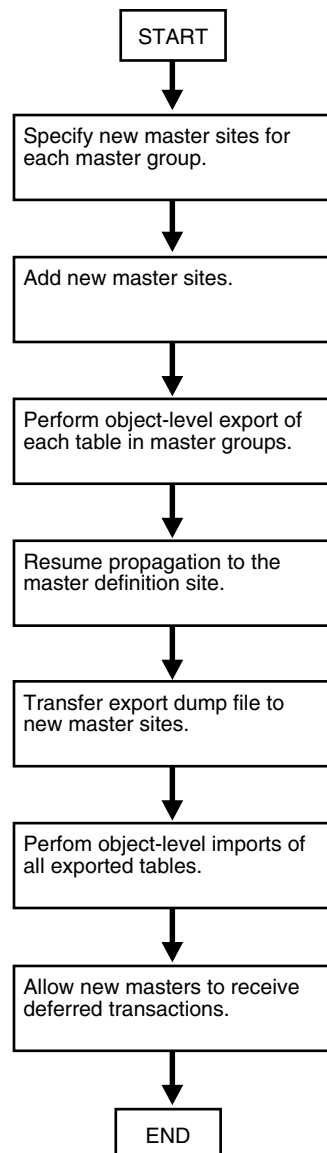 START
Specify new master sites for
each master group.
Add new master sites.
Perform object-level export of
each table in master groups.
Resume propagation to the
master definition site.
Transfer export dump file to
new master sites.
Perfom object-level imports of
all exported tables.
Allow new masters to receive
deferred transactions.
END